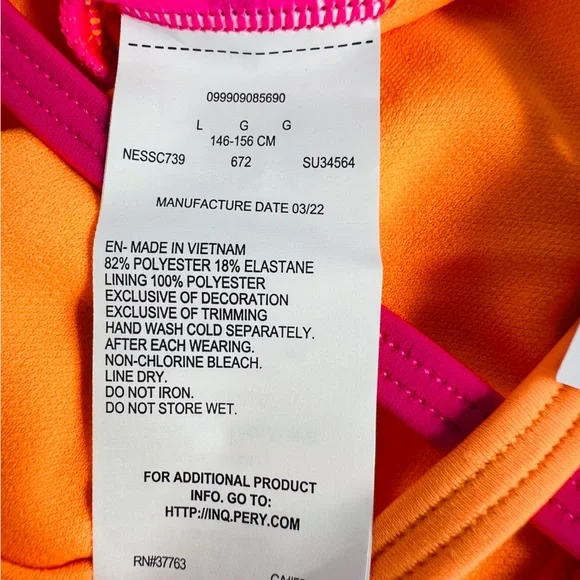 099909085690
L G G
146-156 CM
NESSC739 672 SU34564
MANUFACTURE DATE 03/22
EN- MADE IN VIETNAM
82% POLYESTER 18% ELASTANE
LINING 100% POLYESTER
EXCLUSIVE OF DECORATION
EXCLUSIVE OF TRIMMING
HAND WASH COLD SEPARATELY.
AFTER EACH WEARING.
NON-CHLORINE BLEACH.
LINE DRY.
DO NOT IRON.
DO NOT STORE WET.
FOR ADDITIONAL PRODUCT
INFO. GO TO:
HTTP://INQ.PERY.COM
RN#37763